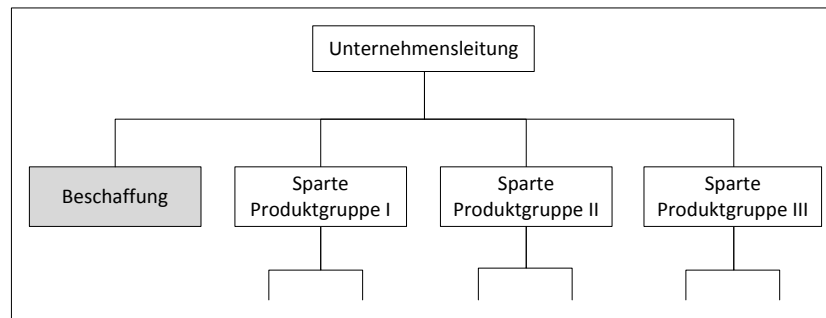 Unternehmensleitung
Beschaffung
Sparte
Produktgruppe I
Sparte
Produktgruppe II
Sparte
Produktgruppe III